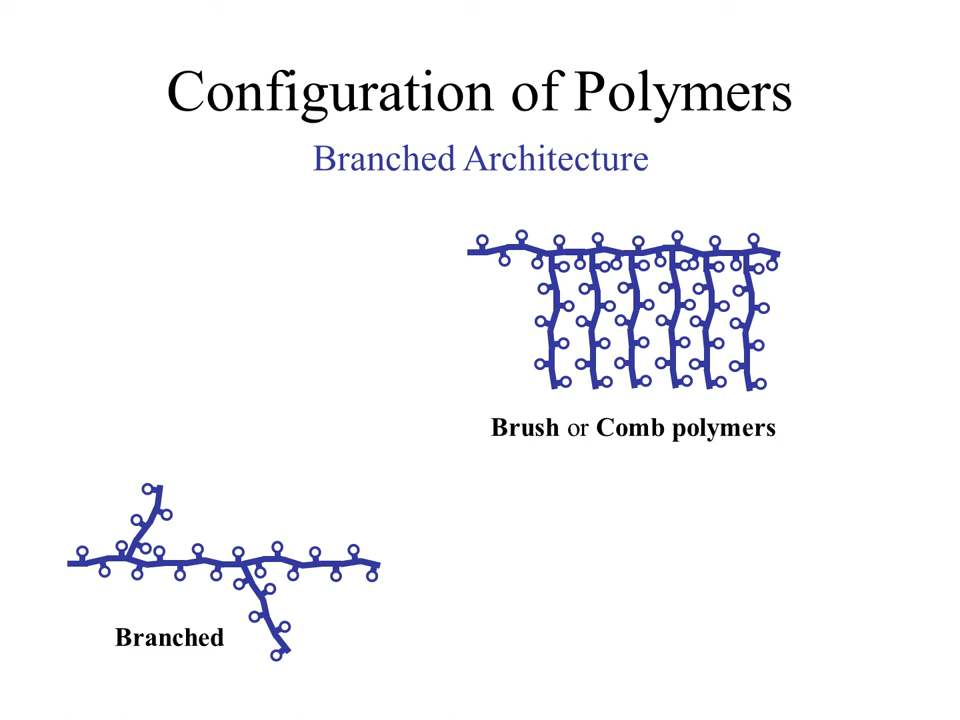 Configuration of Polymers
Branched Architecture
Brush or Comb polymers
Branched